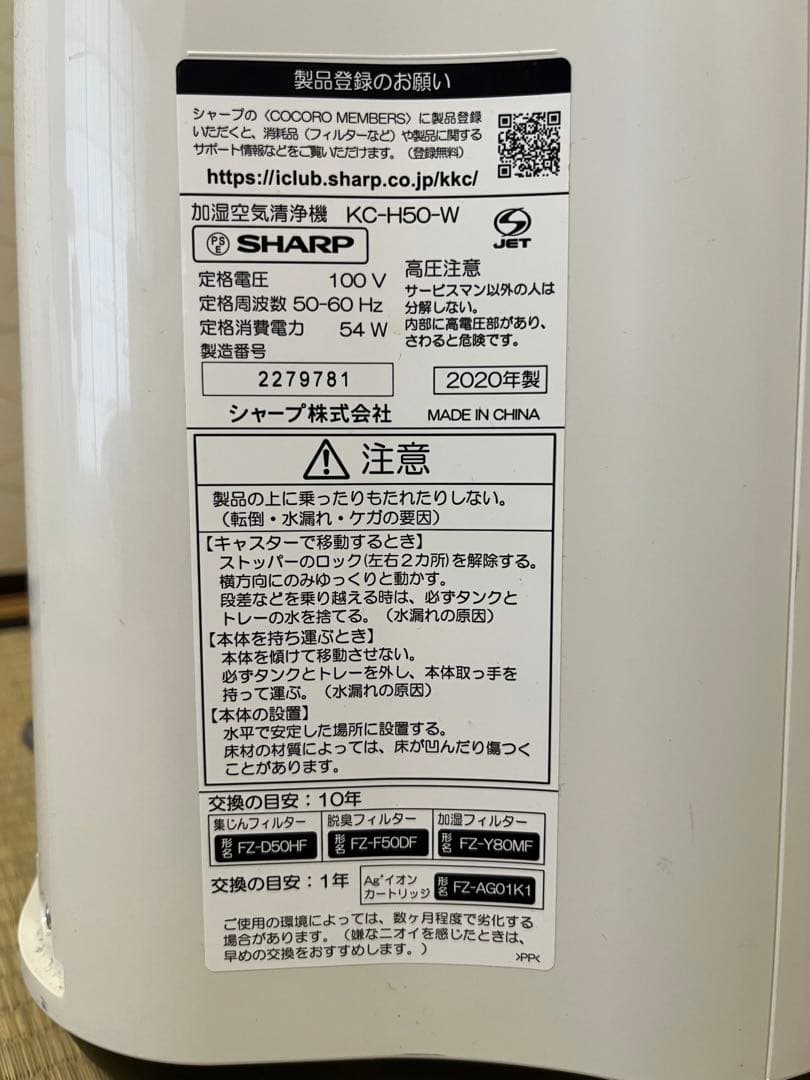 製品登録のお願い
シャープの〈COCORO MEMBERS〉に製品登録
いただくと、消耗品（フィルターなど）や製品に関する
サポート情報などをご覧いただけます。（登録無料）
https://iclub.sharp.co.jp/kkc/
加湿空気清浄機 KC-H50-W
PS E SHARP
JET
定格電圧 100 V
定格周波数 50-60 Hz
定格消費電力 54 W
製造番号
2279781
高圧注意
サービスマン以外の人は
分解しない。
内部に高電圧部があり、
さわると危険です。
2020年製
シャープ株式会社 MADE IN CHINA
注意
製品の上に乗ったりもたれたりしない。
（転倒・水漏れ・ケガの要因）
【キャスターで移動するとき】
ストッパーのロック(左右２カ所)を解除する。
横方向にのみゆっくりと動かす。
段差などを乗り越える時は、必ずタンクと
トレーの水を捨てる。（水漏れの原因）
【本体を持ち運ぶとき】
本体を傾けて移動させない。
必ずタンクとトレーを外し、本体取っ手を
持って運ぶ。（水漏れの原因）
【本体の設置】
水平で安定した場所に設置する。
床材の材質によっては、床が凹んだり傷つく
ことがあります。
交換の目安：10年
集じんフィルター
形名 FZ-D50HF
脱臭フィルター
形名 FZ-F50DF
加湿フィルター
形名 FZ-Y80MF
交換の目安：1年
Ag⁺イオン
カートリッジ
形名 FZ-AG01K1
ご使用の環境によっては、数ヶ月程度で劣化する
場合があります。（嫌なニオイを感じたときは、
早めの交換をおすすめします。）
>PP<